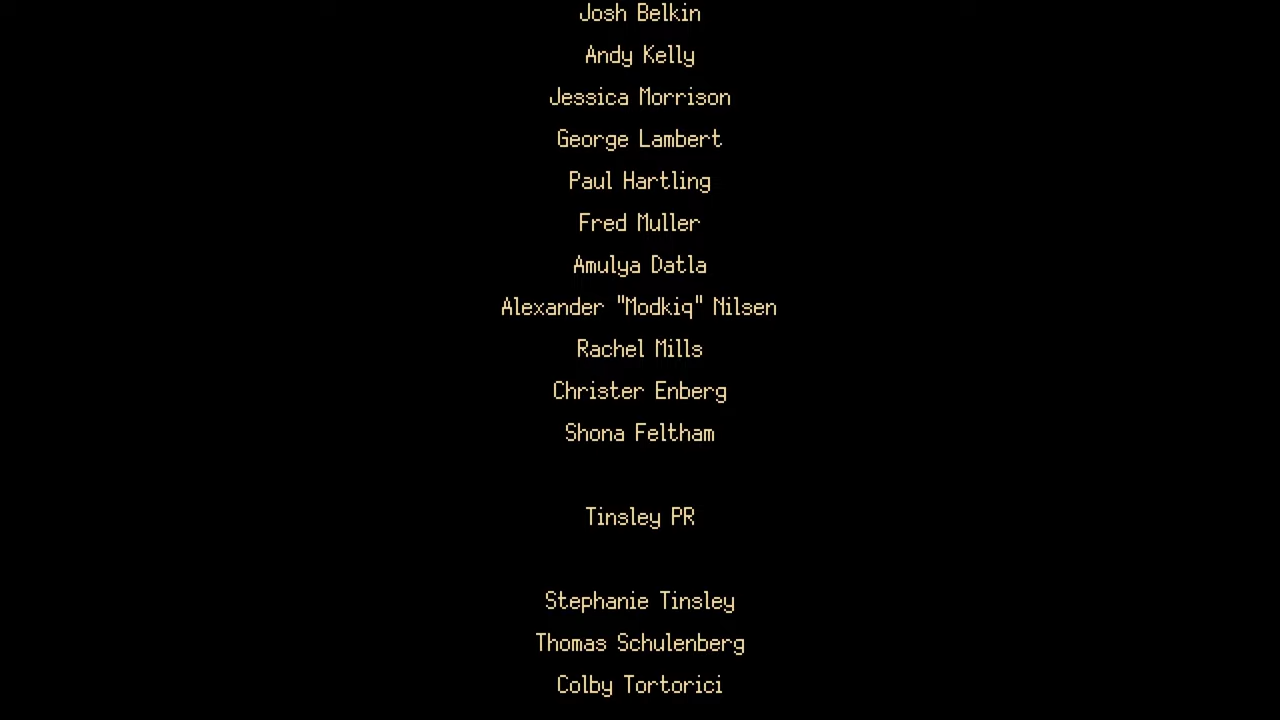 Josh Belkin
Andy Kelly
Jessica Morrison
George Lambert
Paul Hartling
Fred Muller
Amulya Datla
Alexander "Modkiq" Nilsen
Rachel Mills
Christer Enberg
Shona Feltham
Tinsley PR
Stephanie Tinsley
Thomas Schulenberg
Colby Tortorici